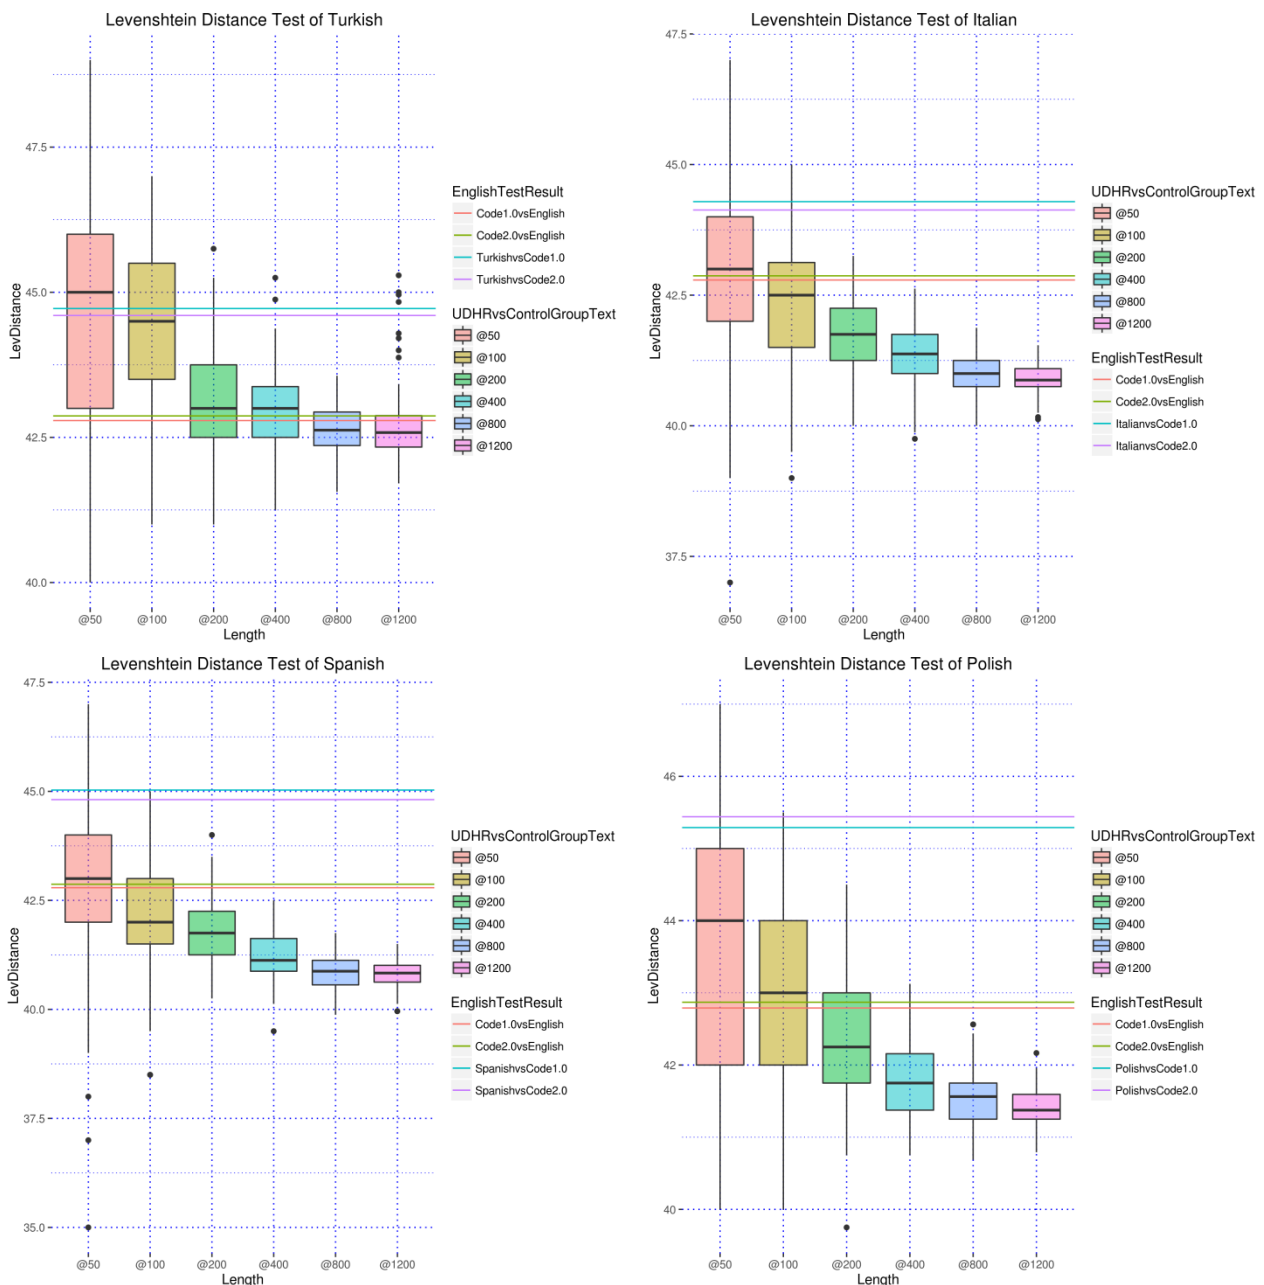 Levenshtein Distance Test of Turkish
LevDistance
47.5
45.0
42.5
40.0
@50 @100 @200 @400 @800 @1200
Length
EnglishTestResult
Code1.0vsEnglish
Code2.0vsEnglish
TurkishvsCode1.0
TurkishvsCode2.0
UDHRvsControlGroupText
@50
@100
@200
@400
@800
@1200
Levenshtein Distance Test of Italian
LevDistance
47.5
45.0
42.5
40.0
37.5
@50 @100 @200 @400 @800 @1200
Length
UDHRvsControlGroupText
@50
@100
@200
@400
@800
@1200
EnglishTestResult
Code1.0vsEnglish
Code2.0vsEnglish
ItalianvsCode1.0
ItalianvsCode2.0
Levenshtein Distance Test of Spanish
LevDistance
47.5
45.0
42.5
40.0
37.5
35.0
@50 @100 @200 @400 @800 @1200
Length
UDHRvsControlGroupText
@50
@100
@200
@400
@800
@1200
EnglishTestResult
Code1.0vsEnglish
Code2.0vsEnglish
SpanishvsCode1.0
SpanishvsCode2.0
Levenshtein Distance Test of Polish
LevDistance
46
44
42
40
@50 @100 @200 @400 @800 @1200
Length
UDHRvsControlGroupText
@50
@100
@200
@400
@800
@1200
EnglishTestResult
Code1.0vsEnglish
Code2.0vsEnglish
PolishvsCode1.0
PolishvsCode2.0